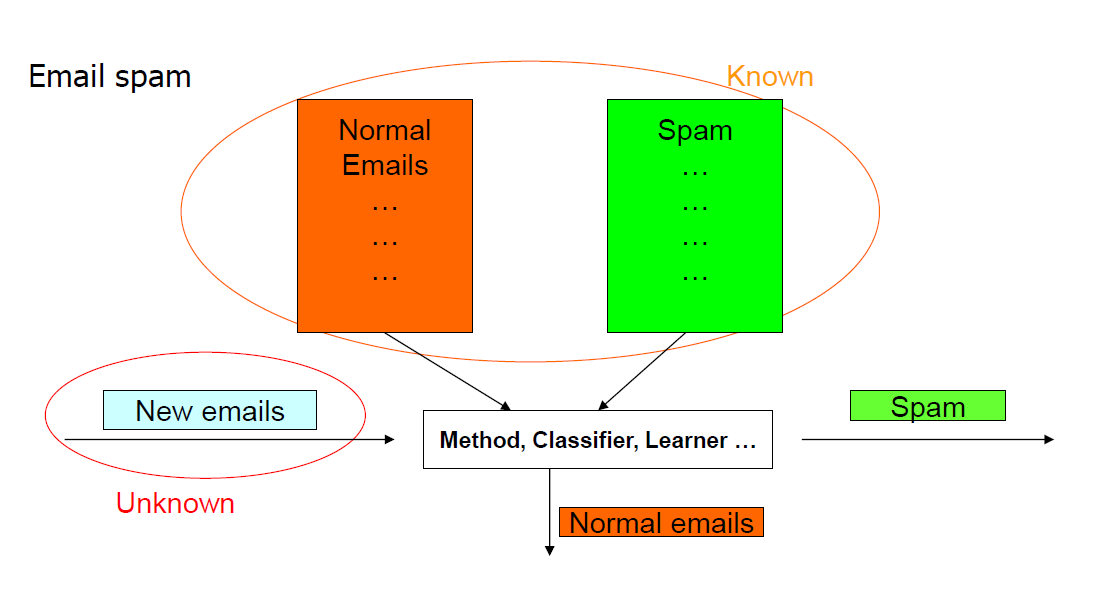 Email spam
Known
Normal
Emails
…
…
…
Spam
…
…
…
…
New emails
Unknown
Method, Classifier, Learner …
Spam
Normal emails